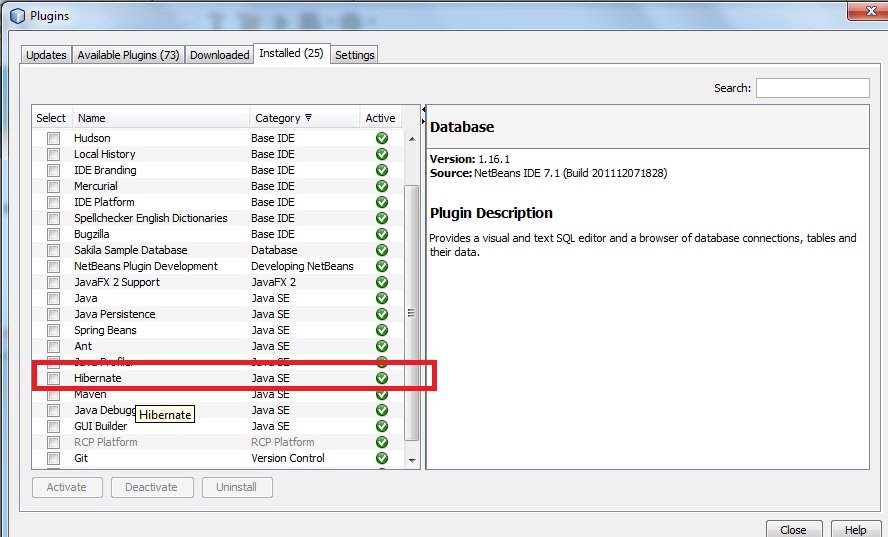 Plugins
Updates Available Plugins (73) Downloaded Installed (25) Settings
Search:
Select Name Category Active
Hudson Base IDE
Local History Base IDE
IDE Branding Base IDE
Mercurial Base IDE
IDE Platform Base IDE
Spellchecker English Dictionaries Base IDE
Bugzilla Base IDE
Sakila Sample Database Database
NetBeans Plugin Development Developing NetBeans
JavaFX 2 Support JavaFX 2
Java Java SE
Java Persistence Java SE
Spring Beans Java SE
Ant Java SE
Java Profiler Java SE
Hibernate Java SE
Maven Java SE
Java Debugg Java SE
Hibernate
GUI Builder Java SE
RCP Platform RCP Platform
Git Version Control
Database
Version: 1.16.1
Source: NetBeans IDE 7.1 (Build 201112071828)
Plugin Description
Provides a visual and text SQL editor and a browser of database connections, tables and
their data.
Activate Deactivate Uninstall
Close Help